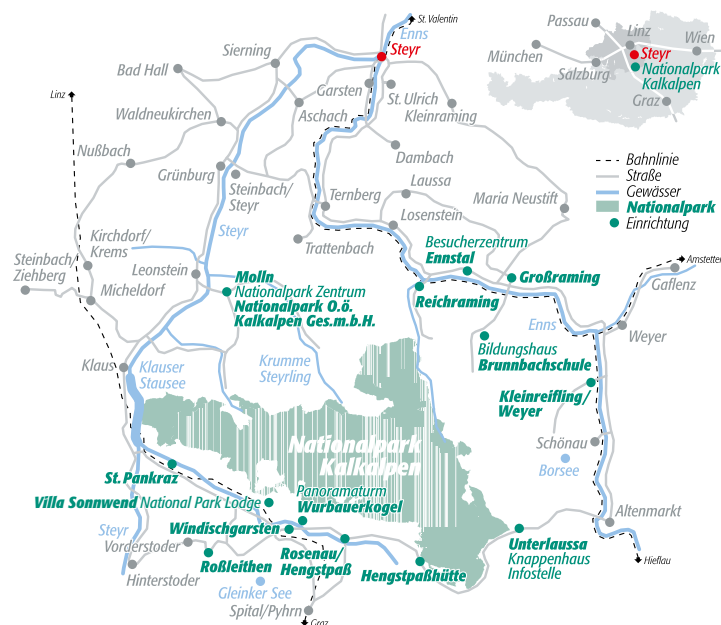 St. Valentin
Enns
Steyr
Sierning
Bad Hall
Linz
Garsten
St. Ulrich
Kleinraming
Aschach
Waldneukirchen
Dambach
Nußbach
Grünburg
Steinbach/
Steyr
Ternberg
Laussa
Maria Neustift
Losenstein
Steyr
Trattenbach
Kirchdorf/
Krems
Steinbach/
Ziehberg
Micheldorf
Leonstein
Molln
Nationalpark Zentrum
Nationalpark O.ö.
Kalkalpen Ges.m.b.H.
Besucherzentrum
Ennstal
Großraming
Reichraming
Amstetten
Gaflenz
Enns
Weyer
Klaus
Klauser
Stausee
Krumme
Steyrling
Bildungshaus
Brunnbachschule
Kleinreifling/
Weyer
Schönau
Borsee
Nationalpark
Kalkalpen
St. Pankraz
Villa Sonnwend National Park Lodge
Panoramaturm
Wurbauerkogel
Windischgarsten
Steyr
Vorderstoder
Hinterstoder
Roßleithen
Rosenau/
Hengstpaß
Hengstpaßhütte
Gleinker See
Spital/Pyhrn
Graz
Unterlaussa
Knappenhaus
Infostelle
Altenmarkt
Hieflau
Passau
Linz
Wien
München
Steyr
Salzburg
Nationalpark
Kalkalpen
Graz
Bahnlinie
Straße
Gewässer
Nationalpark
Einrichtung